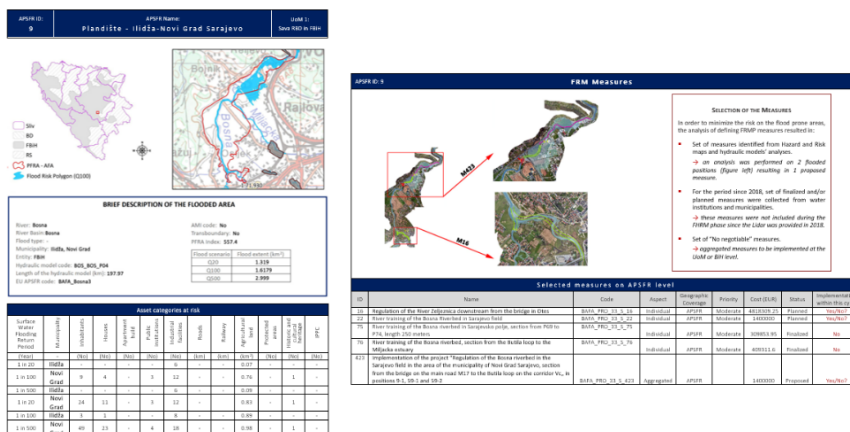 APSFR ID:
9
APSFR Name:
Plandište - Ilidža-Novi Grad Sarajevo
UoM 1:
Sava RBD in FBIH
Bojnik
Rajlova
Bosna
Miljacka
Sliv
BD
FBiH
RS
PFRA - AFA
Flood Risk Polygon (Q100)
BRIEF DESCRIPTION OF THE FLOODED AREA
River: Bosna
River Basin Bosna
Flood type: -
Municipality: Ilidža, Novi Grad
Entity: FBiH
Hydraulic model code: BOS_BOS_P04
Length of the hydraulic model (km): 107.07
EU APSFR code: BAFA_Bosna3
AMI code: No
Transboundary: No
PFRA Index: 557.4
Flood scenario Flood extent (km²)
Q20 1.319
Q100 1.6179
Q500 2.999
Asset categories at risk
Surface Water Flooding Return Period Municipality Inhabitants Houses Apartment build Public institutions Industrial facilities Roads Railway Agricultural land Protected areas Historic and cultural heritage IPPC
(Year) - (No) (No) (No) (No) (No) (km) (km) (km²) (No) (No) (No)
1 in 20 Ilidža - - - - 6 - - 0.07 - - -
1 in 100 Novi Grad 9 4 - 3 12 - - 0.76 - 1 -
1 in 500 Ilidža - - - - 6 - - 0.09 - - -
1 in 20 Novi Grad 24 11 - 3 12 - - 0.83 - 1 -
1 in 100 Ilidža 3 1 - - 8 - - 0.89 - - -
1 in 500 Novi 49 23 - 4 18 - - 0.98 - 1 -
APSFR ID: 9
FRM Measures
M423
M16
SELECTION OF THE MEASURES
In order to minimize the risk on the flood prone areas,
the analysis of defining FRMP measures resulted in:
Set of measures identified from Hazard and Risk
maps and hydraulic models' analyses.
→ an analysis was performed on 2 flooded
positions (figure left) resulting in 1 proposed
measure.
For the period since 2018, set of finalized and/or
planned measures were collected from water
institutions and municipalities.
→ these measures were not included during the
FHRM phase since the Lidar was provided in 2018.
Set of "No regettable" measures.
→ aggregated measures to be implemented at the
UoM or BiH level.
Selected measures on APSFR level
ID Name Code Aspect Geographic Coverage Priority Cost (EUR) Status
16 Regulation of the River Željeznica downstream from the bridge in Otes BAFA_PRO_33_S_16 Individual APSFR Moderate Planned Yes/No?
22 River training of the Bosna Riverbed in Sarajevo field BAFA_PRO_33_S_22 Individual APSFR Moderate 1400000 Planned Yes/No?
75 River training of the Bosna riverbed in Sarajevsko polje, section from P69 to
P74, length 255 meters BAFA_PRO_33_S_75 Individual APSFR Moderate 309853.95 Finalized No
76 River training of the Bosna riverbed, section from the Ilidža loop to the
Miljacka estuary BAFA_PRO_33_S_76 Individual APSFR Moderate 409311.6 Finalized No
423 Implementation of the project "Regulation of the Bosna riverbed in the
Sarajevo field in the area of the municipality of Novi Grad Sarajevo, section
from the bridge on the main road M17 to the Ilidža loop on the corridor Vc, in
positions 9-1, 19-1 and 19-2 BAFA_PRO_33_S_423 Aggregated APSFR Moderate 1400000 Proposed Yes/No?